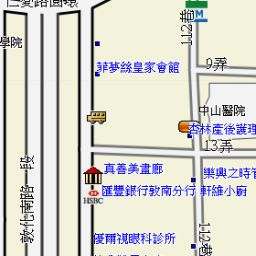 仁愛路圓環
112巷
M
學院
菲夢絲皇家會館
9弄
中山醫院
杏林產後護理
13弄
真善美畫廊
樂與之時
匯豐銀行敦南分行
軒維小廚
HSBC
敦化南路一段
優爾視眼科診所
112巷